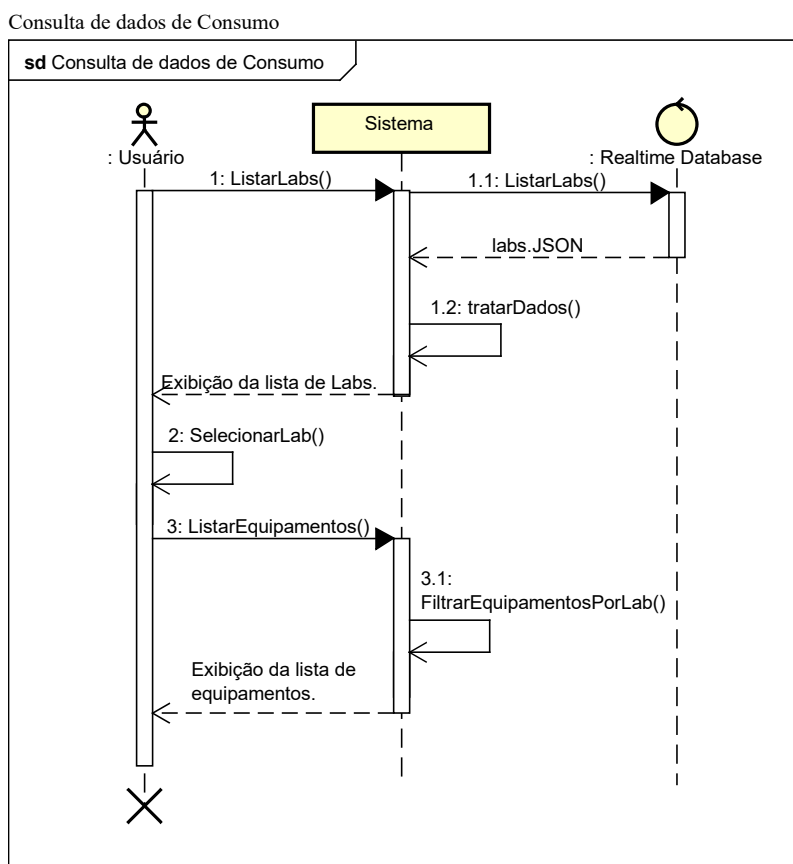 Consulta de dados de Consumo
sd Consulta de dados de Consumo
Sistema
: Usuário
: Realtime Database
1: ListarLabs()
1.1: ListarLabs()
labs.JSON
1.2: tratarDados()
Exibição da lista de Labs.
2: SelecionarLab()
3: ListarEquipamentos()
3.1:
FiltrarEquipamentosPorLab()
Exibição da lista de
equipamentos.